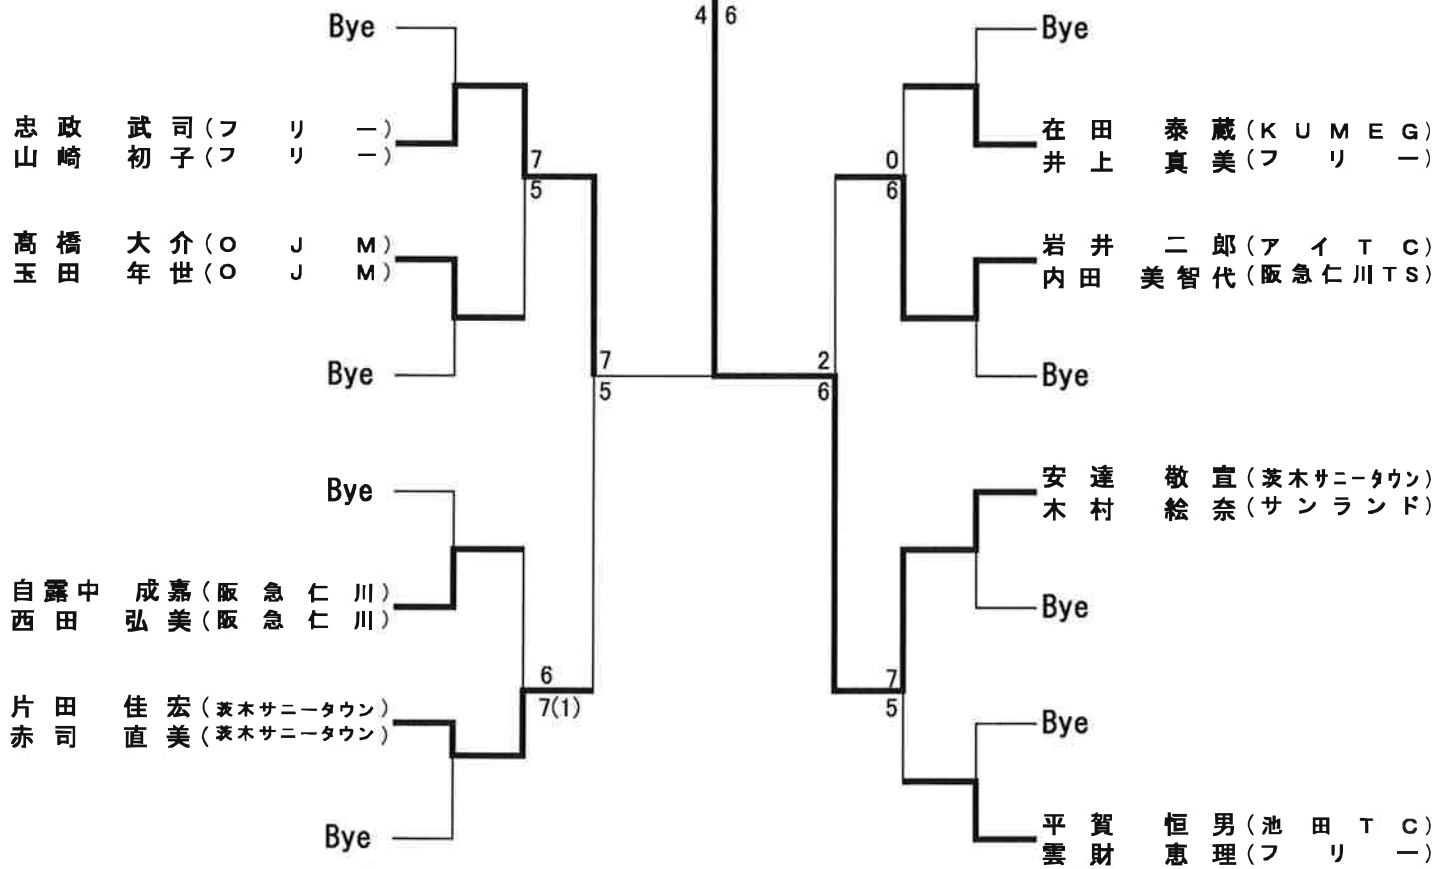 4 6
Bye
忠政 武司(フリー)
山崎 初子(フリー)
7
5
高橋 大介(OJM)
玉田 年世(OJM)
Bye
7
5
Bye
自露中 成嘉(阪急仁川)
西田 弘美(阪急仁川)
6
7(1)
片田 佳宏(茨木サニータウン)
赤司 直美(茨木サニータウン)
Bye
Bye
在田 泰蔵(KUMEG)
井上 真美(フリー)
0
6
岩井 二郎(アイTC)
内田 美智代(阪急仁川TS)
Bye
2
6
安達 敬宣(茨木サニータウン)
木村 絵奈(サンランド)
Bye
7
5
Bye
平賀 恒男(池田TC)
雲財 恵理(フリー)